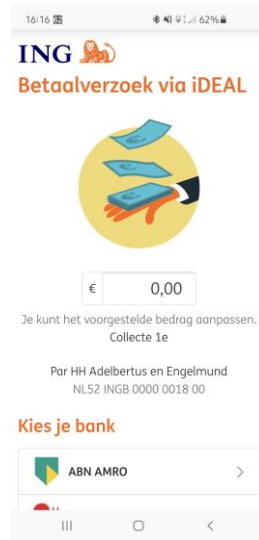 16:16 62%
ING
Betaalverzoek via iDEAL
€ 0,00
Je kunt het voorgestelde bedrag aanpassen.
Collecte 1e
Par HH Adelbertus en Engelmund
NL52 INGB 0000 0018 00
Kies je bank
ABN AMRO